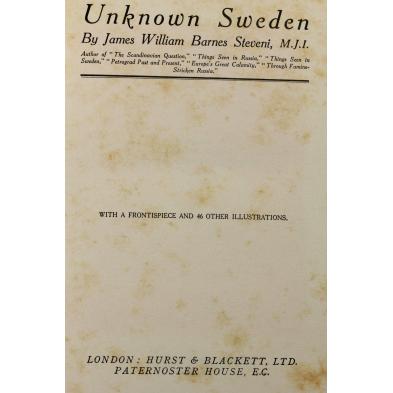 Unknown Sweden
By James William Barnes Steveni, M.J.I.
Author of "The Scandinavian Question," "Things Seen in Russia," "Things Seen in
Sweden," "Petrograd Past and Present," "Europe's Great Calamity," "Through Famine-
Stricken Russia."
WITH A FRONTISPIECE AND 46 OTHER ILLUSTRATIONS.
LONDON: HURST & BLACKETT, LTD.
PATERNOSTER HOUSE, E.C.